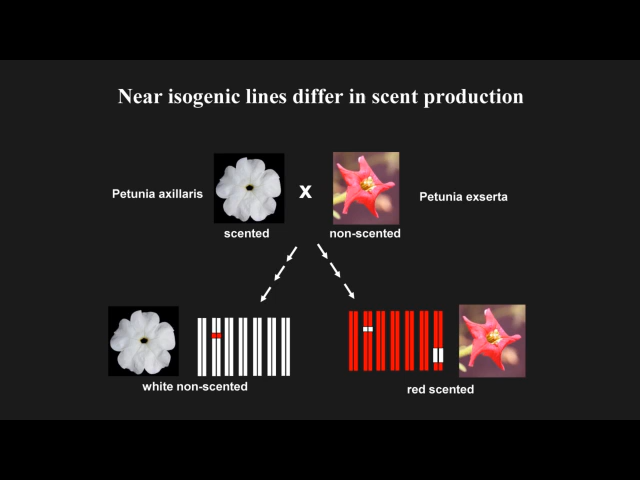 Near isogenic lines differ in scent production
Petunia axillaris
x
Petunia exserta
scented
non-scented
white non-scented
red scented